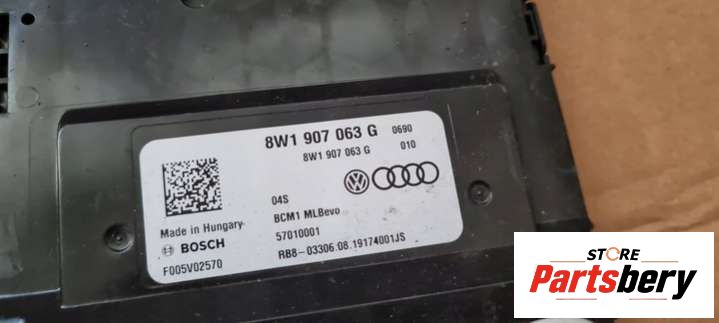 8W1 907 063 G 0690
8W1 907 063 G 010
04S
BCM1 MLBevo
57010001
RB8-03306.08.19174001JS
Made in Hungary
BOSCH
F005V02570
STORE
Partsbery